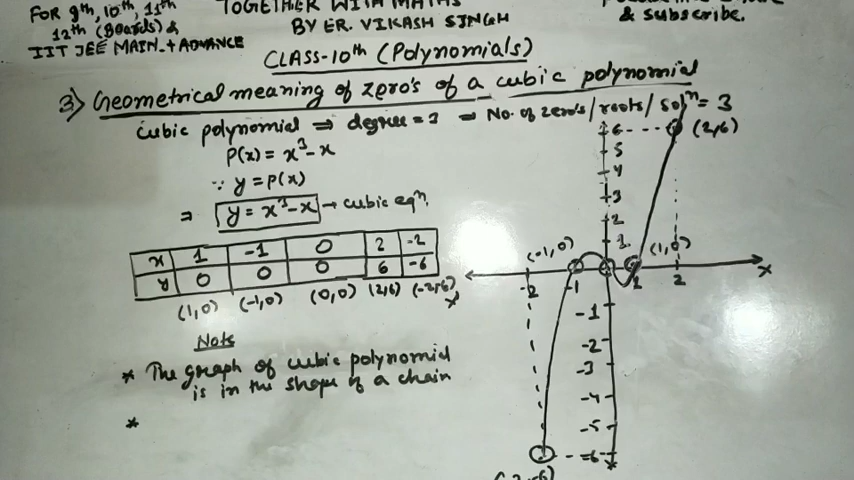 FOR 9th, 10th, 11th
12th (Boards) &
IIT JEE MAIN + ADVANCE
TOGETHER WITH MATHS
BY ER. VIKASH SINGH
& Subscribe.
CLASS-10th (Polynomials)
3) Geometrical meaning of zero's of a cubic polynomial
cubic polynomial ⇒ degree = 3 ⇒ No. of zero's/roots/solⁿ = 3
P(x) = x³-x
∵ y = P(x)
⇒ y = x³-x → cubic eqⁿ.
x 1 -1 0 2 -2
y 0 0 0 6 -6
(1,0) (-1,0) (0,0) (2,6) (-2,-6)
Note
* The graph of cubic polynomial
is in the shape of a chain
*
6 (2,6)
5
4
3
2
1
(-1,0) (1,0)
-2 -1 1 2 x
-1
-2
-3
-4
-5
-6
(-2,-6)